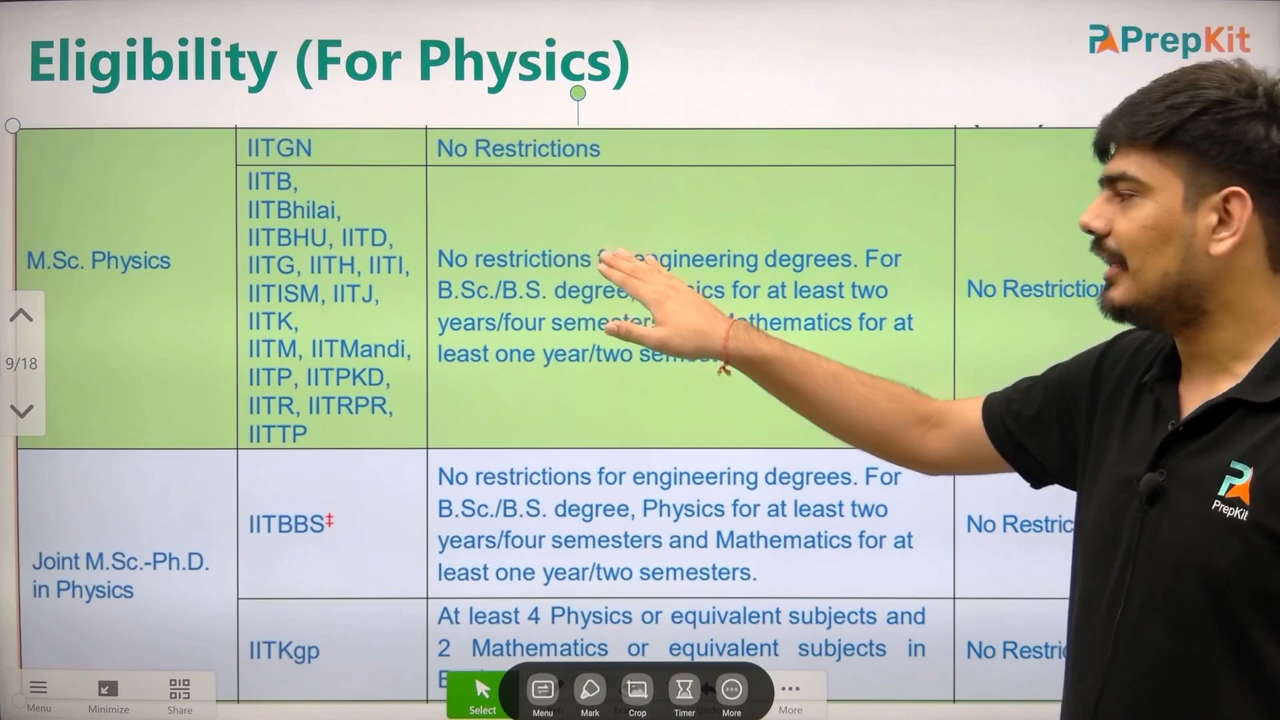 Eligibility (For Physics)
PrepKit
IITGN
No Restrictions
M.Sc. Physics
IITB,
IITBhilai,
IITBHU, IITD,
IITG, IITH, IITI,
IITISM, IITJ,
IITK,
IITM, IITMandi,
IITP, IITPKD,
IITR, IITRPR,
IITTP
No restrictions engineering degrees. For
B.Sc./B.S. for at least two
years/four and Mathematics for at
least one year/two
No
Joint M.Sc.-Ph.D.
in Physics
IITBBS‡
No restrictions for engineering degrees. For
B.Sc./B.S. degree, Physics for at least two
years/four semesters and Mathematics for at
least one year/two semesters.
No
IITKgp
At least 4 Physics or equivalent subjects and
2 Mathematics or equivalent subjects in
No
9/18
Menu
Minimize
Share
Select
Menu
Mark
Crop
Timer
More
More
PrepKit